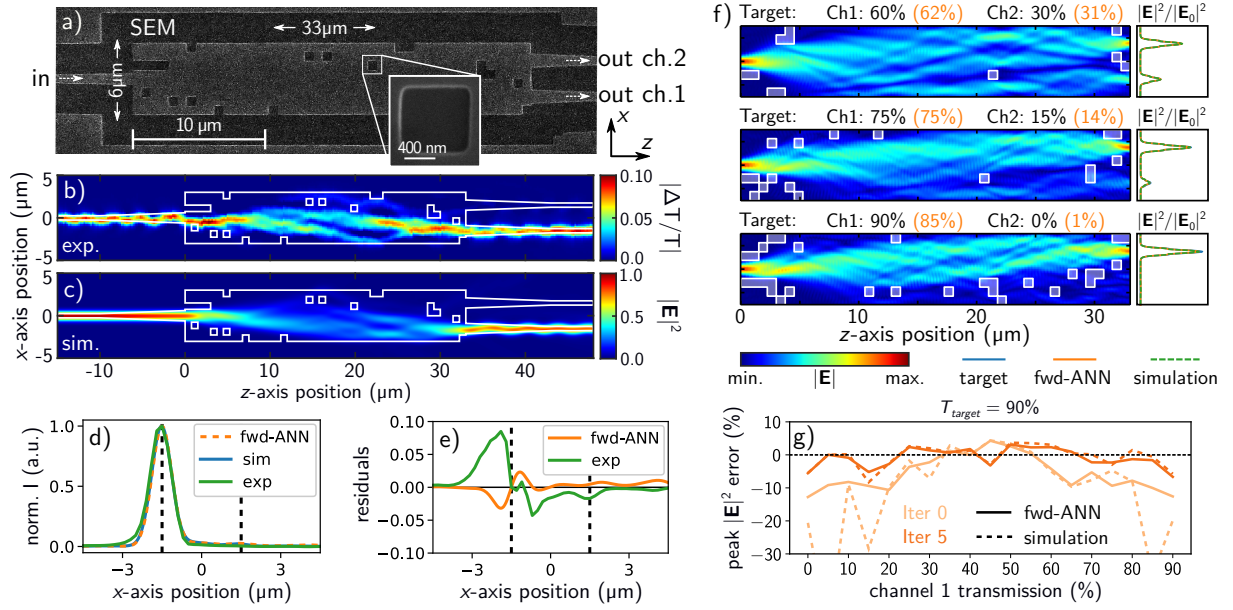 a)
SEM
33μm
in
6μm
out ch.2
out ch.1
10 μm
400 nm
x
z
b)
exp.
5
0
-5
0.10
0.05
0.00
|ΔT/T|
c)
sim.
5
0
-5
1.0
0.5
0.0
|E|²
x-axis position (μm)
-10 0 10 20 30 40
z-axis position (μm)
d)
norm. I (a.u.)
1.0
0.5
0.0
fwd-ANN
sim
exp
-3 0 3
x-axis position (μm)
e)
residuals
0.10
0.05
0.00
-0.05
-0.10
fwd-ANN
exp
-3 0 3
x-axis position (μm)
f)
Target: Ch1: 60% (62%) Ch2: 30% (31%) |E|²/|E₀|²
Target: Ch1: 75% (75%) Ch2: 15% (14%) |E|²/|E₀|²
Target: Ch1: 90% (85%) Ch2: 0% (1%) |E|²/|E₀|²
0 10 20 30
z-axis position (μm)
min. |E| max.
target fwd-ANN simulation
T_target = 90%
g)
peak |E|² error (%)
10
0
-10
-20
-30
Iter 0
Iter 5
fwd-ANN
simulation
0 10 20 30 40 50 60 70 80 90
channel 1 transmission (%)